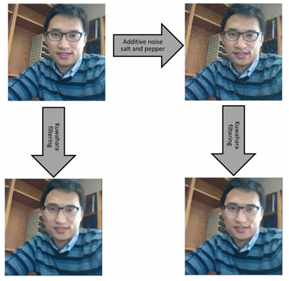 Additive noise
salt and pepper
Kuwahara
filtering
Kuwahara
filtering